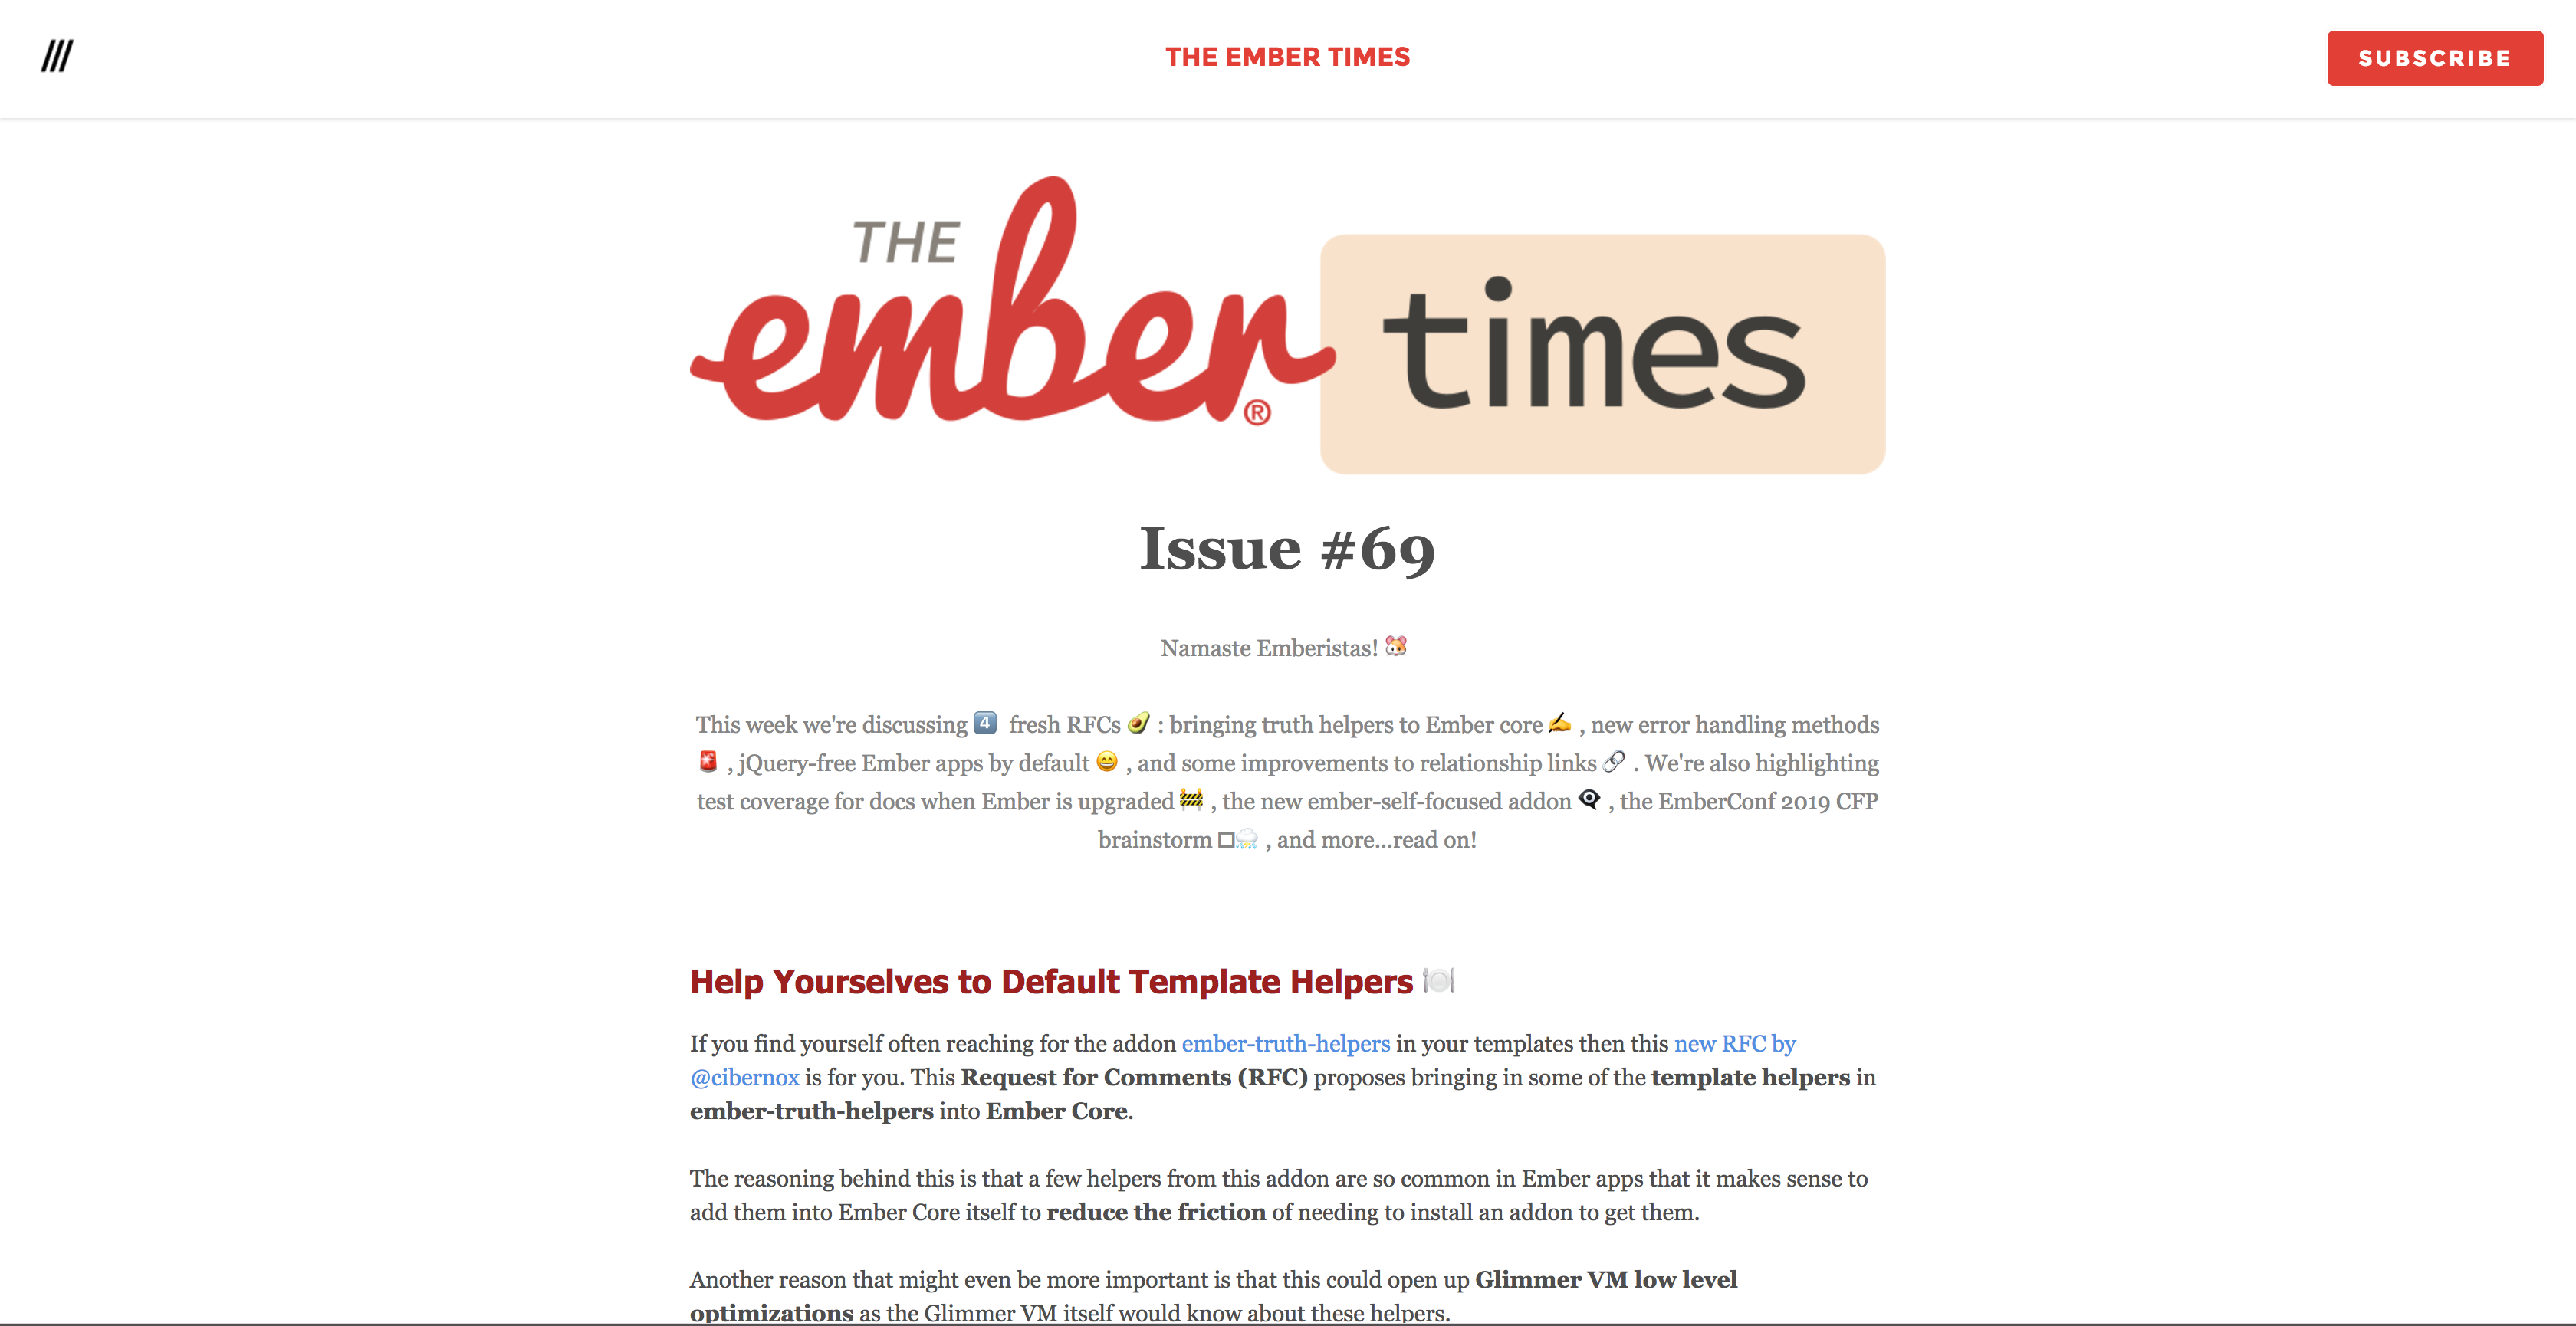 THE EMBER TIMES
SUBSCRIBE
THE
ember®
times
Issue #69
Namaste Emberistas! 🐹
This week we're discussing 4️⃣ fresh RFCs 🥑 : bringing truth helpers to Ember core ✍️ , new error handling methods
🚨 , jQuery-free Ember apps by default 😄 , and some improvements to relationship links 🔗 . We're also highlighting
test coverage for docs when Ember is upgraded 🚧 , the new ember-self-focused addon 👁‍🗨 , the EmberConf 2019 CFP
brainstorm □🌧 , and more...read on!
Help Yourselves to Default Template Helpers 🍽
If you find yourself often reaching for the addon ember-truth-helpers in your templates then this new RFC by
@cibernox is for you. This Request for Comments (RFC) proposes bringing in some of the template helpers in
ember-truth-helpers into Ember Core.
The reasoning behind this is that a few helpers from this addon are so common in Ember apps that it makes sense to
add them into Ember Core itself to reduce the friction of needing to install an addon to get them.
Another reason that might even be more important is that this could open up Glimmer VM low level
optimizations as the Glimmer VM itself would know about these helpers.